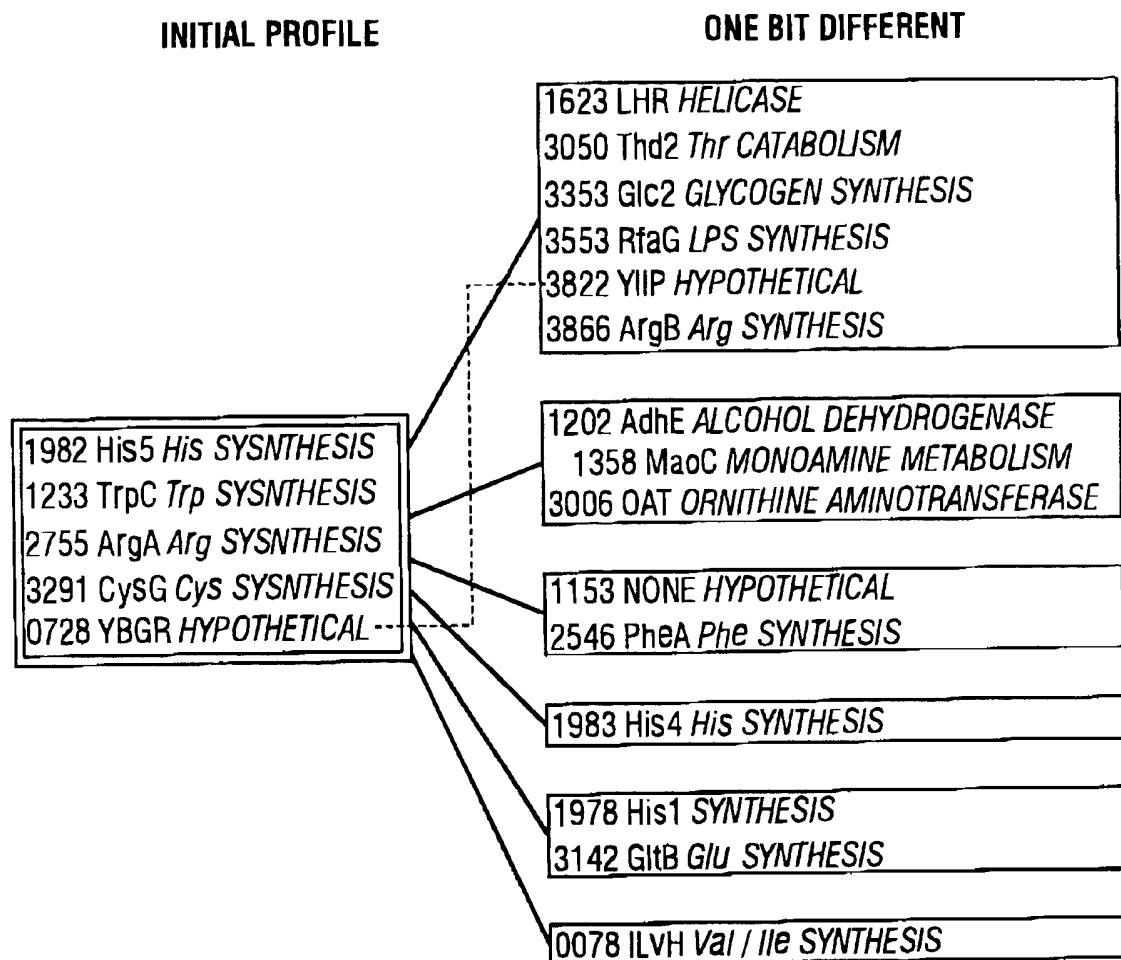 INITIAL PROFILE
ONE BIT DIFFERENT
1623 LHR HELICASE
3050 Thd2 Thr CATABOLISM
3353 Glc2 GLYCOGEN SYNTHESIS
3553 RfaG LPS SYNTHESIS
3822 YIIP HYPOTHETICAL
3866 ArgB Arg SYNTHESIS
1982 His5 His SYSNTHESIS
1233 TrpC Trp SYSNTHESIS
2755 ArgA Arg SYSNTHESIS
3291 CysG Cys SYSNTHESIS
0728 YBGR HYPOTHETICAL
1202 AdhE ALCOHOL DEHYDROGENASE
1358 MaoC MONOAMINE METABOLISM
3006 OAT ORNITHINE AMINOTRANSFERASE
1153 NONE HYPOTHETICAL
2546 PheA Phe SYNTHESIS
1983 His4 His SYNTHESIS
1978 His1 SYNTHESIS
3142 GltB Glu SYNTHESIS
0078 ILvH Val / Ile SYNTHESIS